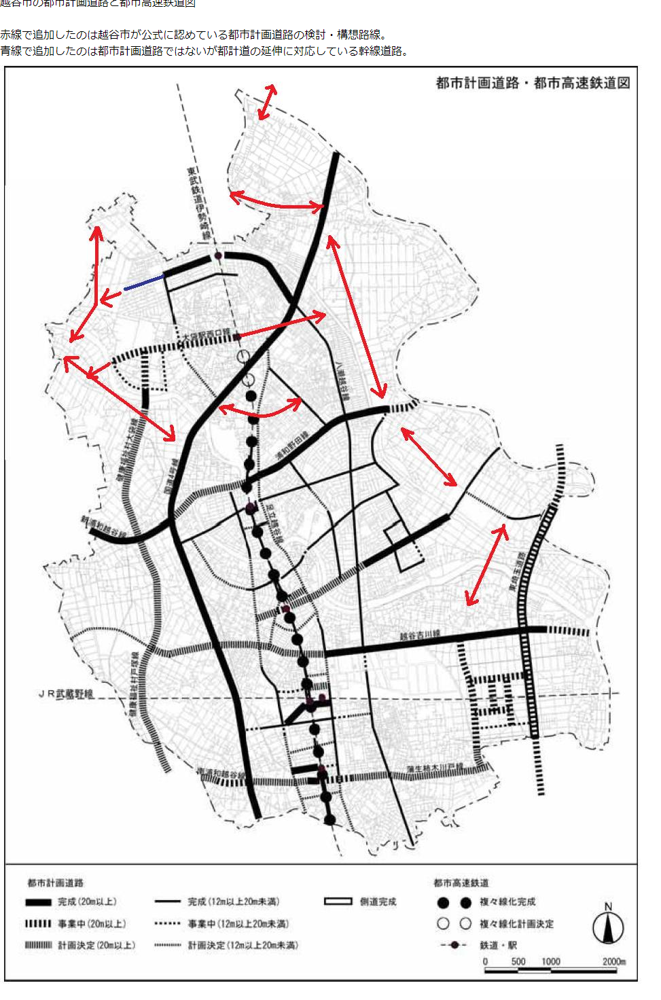 越谷市の都市計画道路と都市高速鉄道図
赤線で追加したのは越谷市が公式に認めている都市計画道路の検討・構想路線。
青線で追加したのは都市計画道路ではないが都計道の延伸に対応している幹線道路。
都市計画道路・都市高速鉄道図
東武鉄道伊勢崎線
大袋駅西口線
八潮越谷線
浦和野田線
健康福祉村大袋線
国道4号線
新浦和越谷線
足立越谷線
東埼玉道路
越谷吉川線
健康福祉村戸塚線
JR武蔵野線
東浦和越谷線
蒲生柿木川戸線
都市計画道路
完成(20m以上)
事業中(20m以上)
計画決定(20m以上)
完成(12m以上20m未満)
事業中(12m以上20m未満)
計画決定(12m以上20m未満)
側道完成
都市高速鉄道
複々線化完成
複々線化計画決定
鉄道・駅
N
0 500 1000 2000m